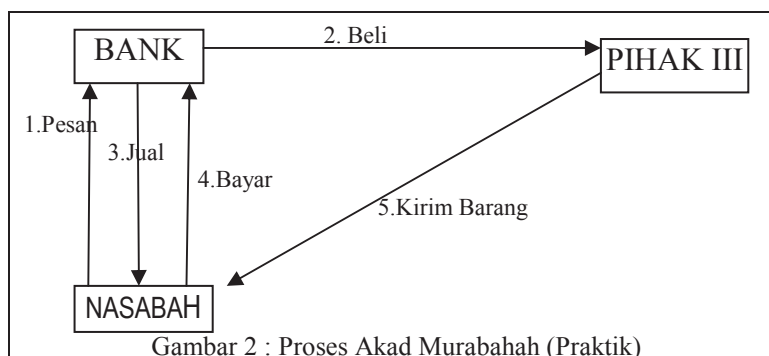 2. Beli
BANK
PIHAK III
1.Pesan
3.Jual
4.Bayar
5.Kirim Barang
NASABAH
Gambar 2 : Proses Akad Murabahah (Praktik)